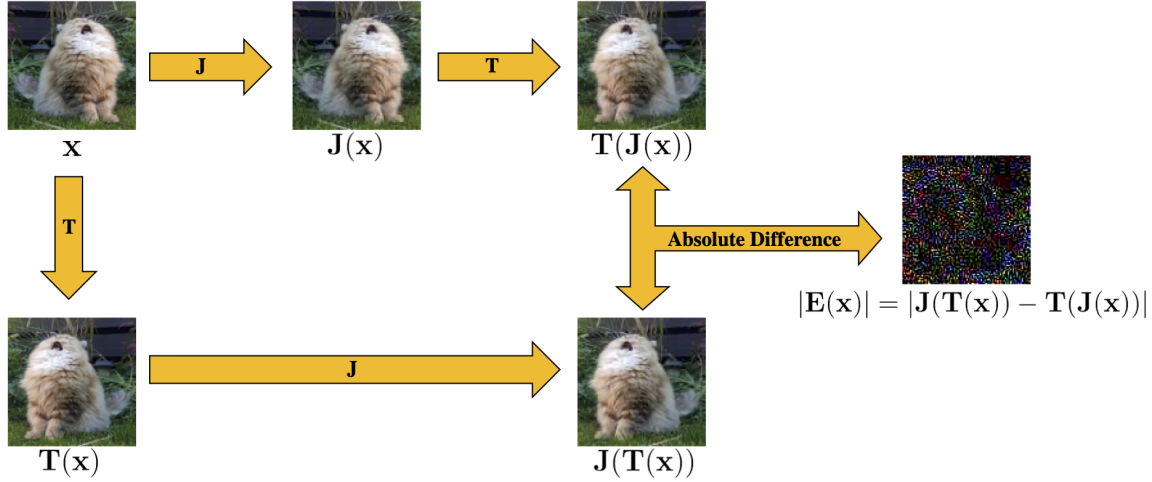 J
T
x
J(x)
T(J(x))
T
Absolute Difference
|E(x)| = |J(T(x)) − T(J(x))|
J
T(x)
J(T(x))